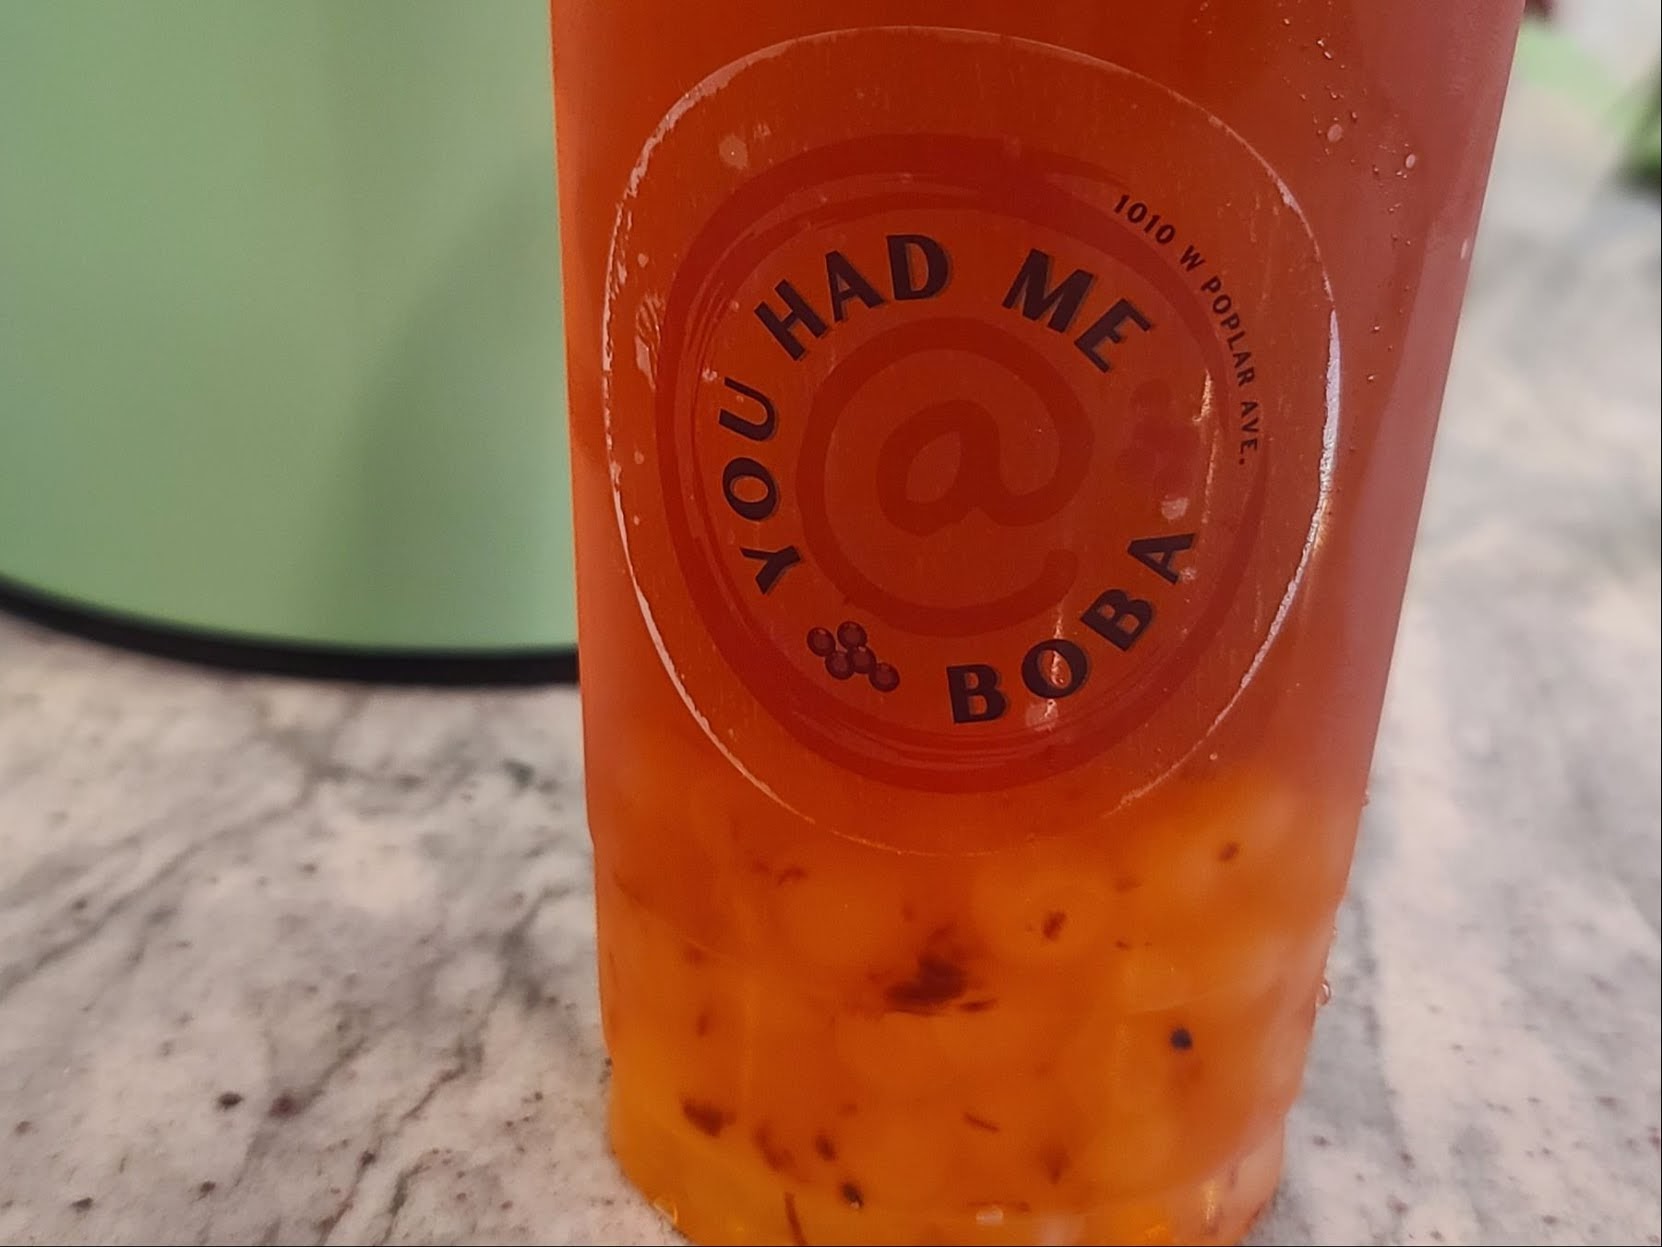 YOU HAD ME
@
BOBA
1010 W POPLAR AVE.